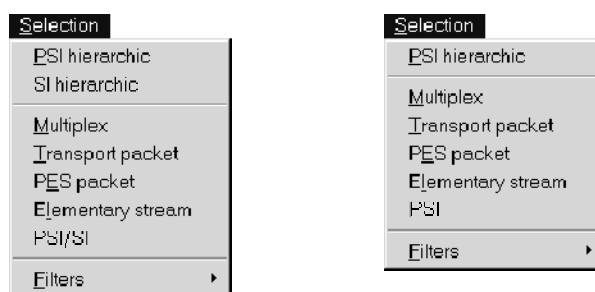 Selection
PSI hierarchic
SI hierarchic
Multiplex
Transport packet
PES packet
Elementary stream
PSI/SI
Filters
Selection
PSI hierarchic
Multiplex
Transport packet
PES packet
Elementary stream
PSI
Filters